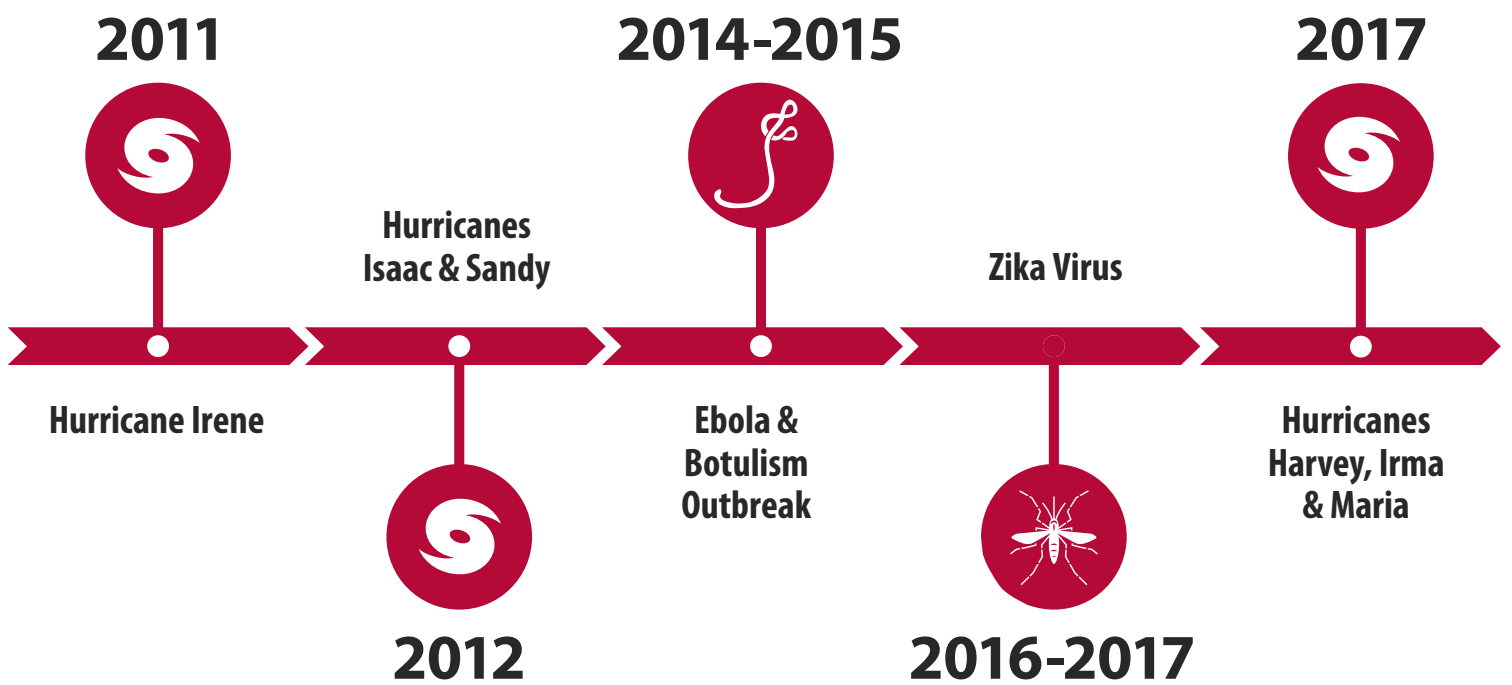 2011
Hurricane Irene
Hurricanes
Isaac & Sandy
2012
2014-2015
Ebola &
Botulism
Outbreak
Zika Virus
2016-2017
2017
Hurricanes
Harvey, Irma
& Maria